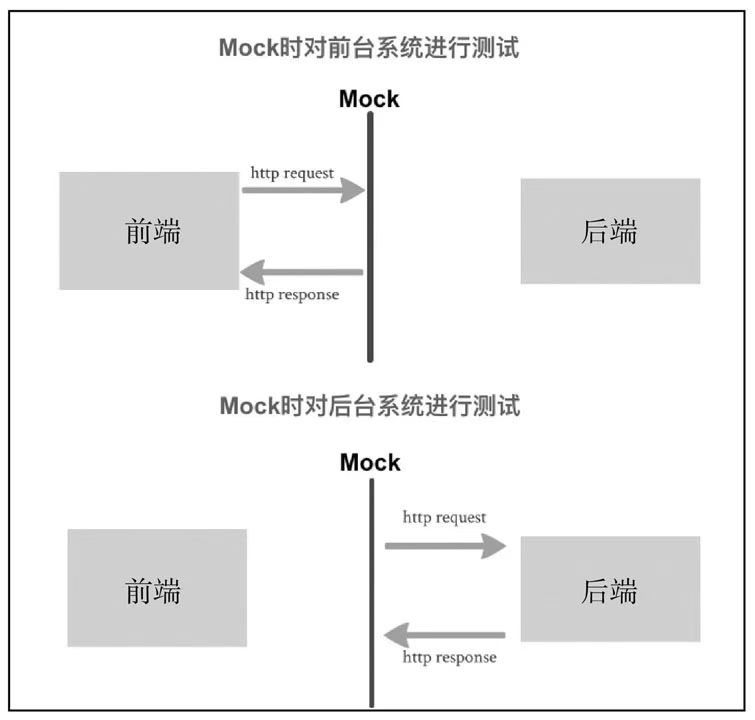 Mock时对前台系统进行测试
Mock
http request
前端
后端
http response
Mock时对后台系统进行测试
Mock
http request
前端
后端
http response